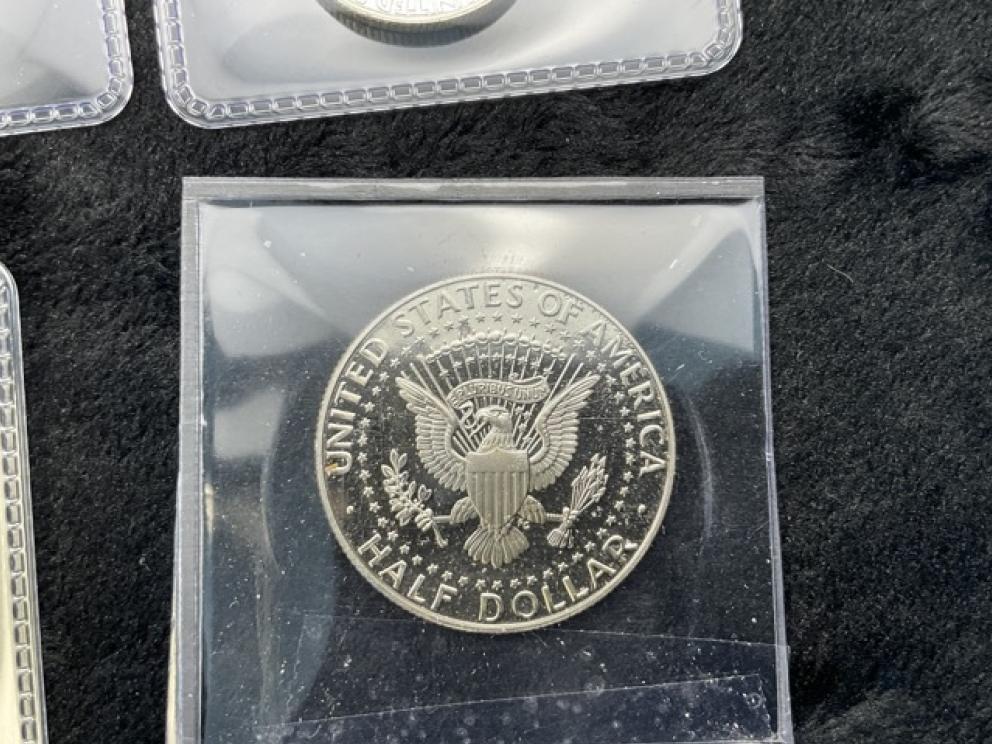 UNITED STATES OF AMERICA
PLURIBUS UNUM
HALF DOLLAR